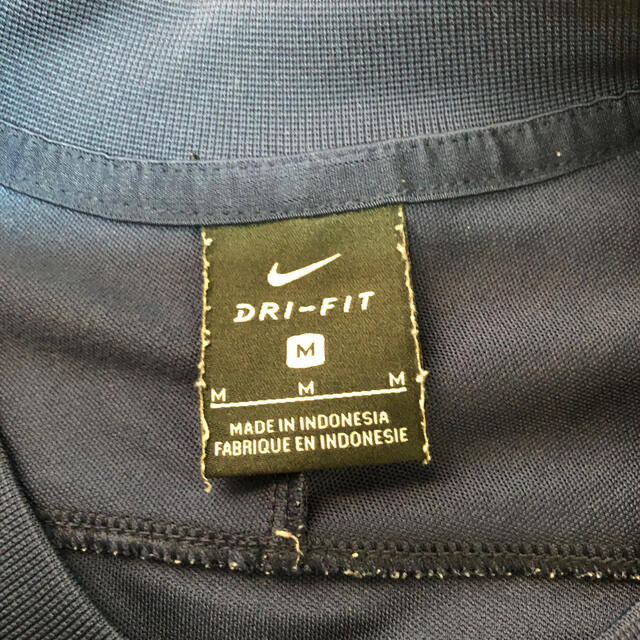 DRI-FIT
M
M M M
MADE IN INDONESIA
FABRIQUE EN INDONESIE